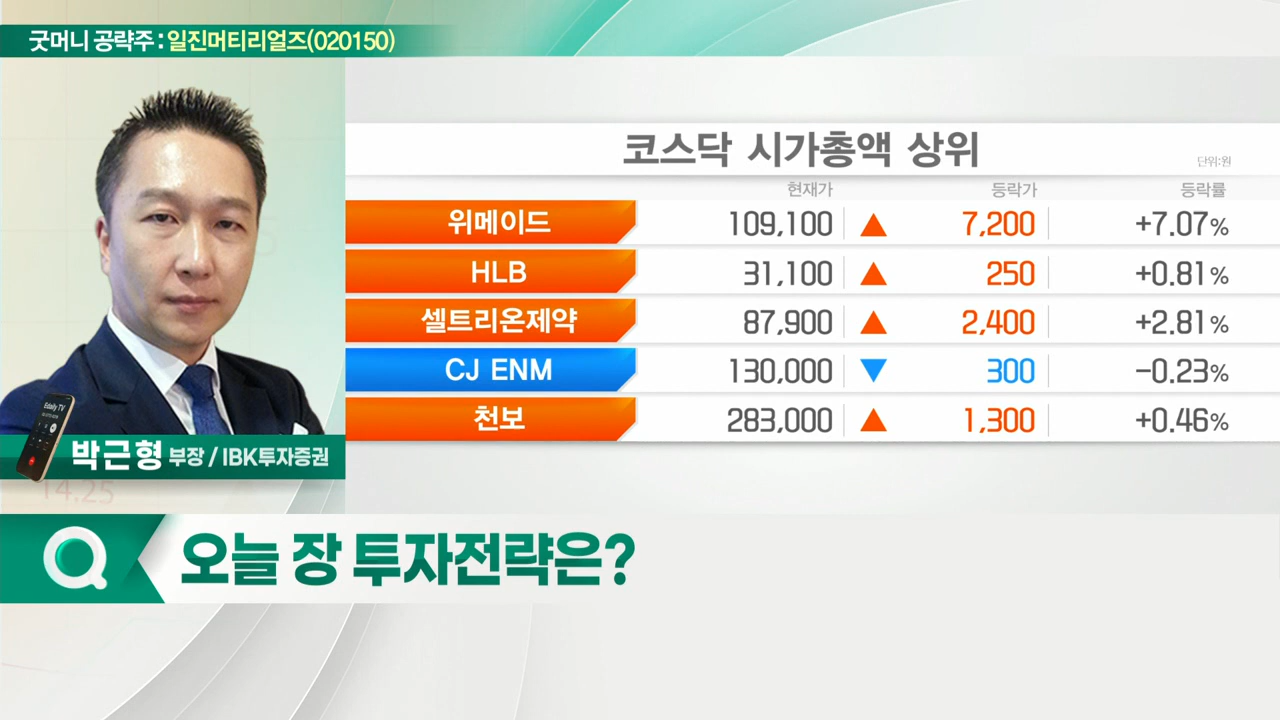 굿머니 공략주 : 일진머티리얼즈(020150)
코스닥 시가총액 상위
단위:원
현재가 등락가 등락률
위메이드 109,100 ▲ 7,200 +7.07%
HLB 31,100 ▲ 250 +0.81%
셀트리온제약 87,900 ▲ 2,400 +2.81%
CJ ENM 130,000 ▼ 300 -0.23%
천보 283,000 ▲ 1,300 +0.46%
Edaily TV
박근형 부장 / IBK투자증권
14.25
오늘 장 투자전략은?